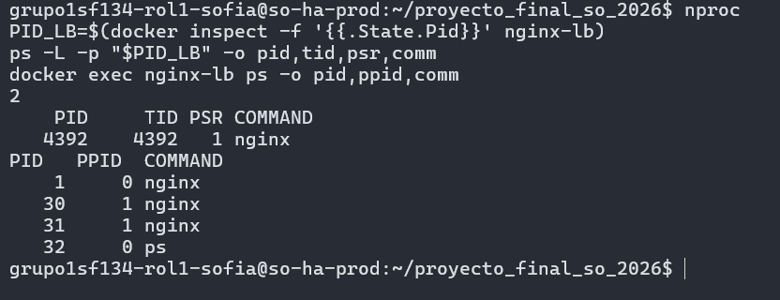 grupo1sf134-rol1-sofia@so-ha-prod:~/proyecto_final_so_2026$ nproc
PID_LB=$(docker inspect -f '{{.State.Pid}}' nginx-lb)
ps -L -p "$PID_LB" -o pid,tid,psr,comm
docker exec nginx-lb ps -o pid,ppid,comm
2
    PID     TID PSR COMMAND
   4392    4392   1 nginx
PID   PPID  COMMAND
    1     0 nginx
   30     1 nginx
   31     1 nginx
   32     0 ps
grupo1sf134-rol1-sofia@so-ha-prod:~/proyecto_final_so_2026$